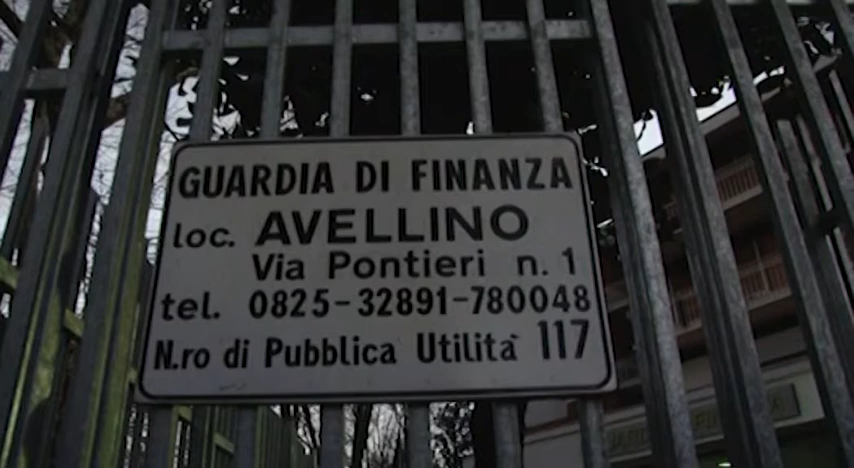 GUARDIA DI FINANZA
loc. AVELLINO
Via Pontieri n. 1
tel. 0825-32891-780048
N.ro di Pubblica Utilità 117